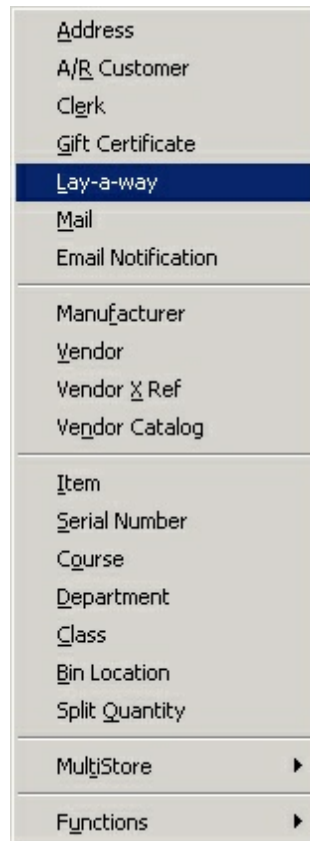 Address
A/R Customer
Clerk
Gift Certificate
Lay-a-way
Mail
Email Notification
Manufacturer
Vendor
Vendor X Ref
Vendor Catalog
Item
Serial Number
Course
Department
Class
Bin Location
Split Quantity
MultiStore
Functions